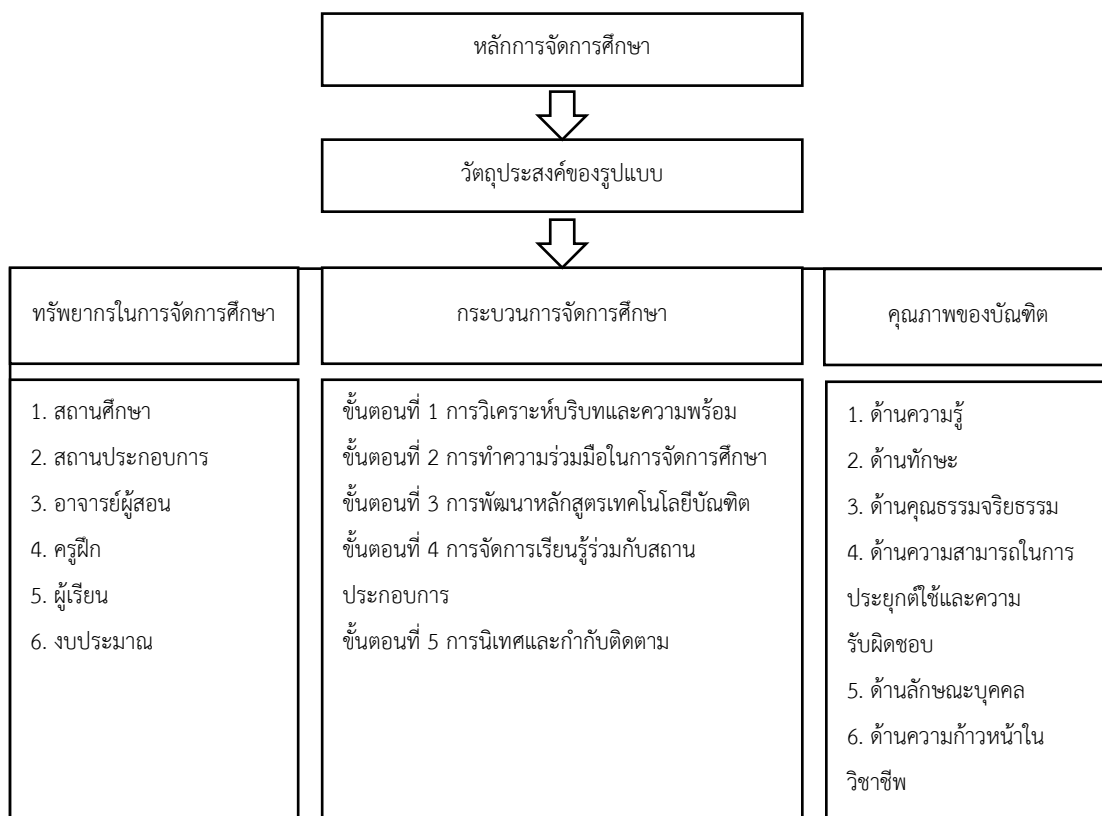 หลักการจัดการศึกษา
วัตถุประสงค์ของรูปแบบ
ทรัพยากรในการจัดการศึกษา
1. สถานศึกษา
2. สถานประกอบการ
3. อาจารย์ผู้สอน
4. ครูฝึก
5. ผู้เรียน
6. งบประมาณ
กระบวนการจัดการศึกษา
ขั้นตอนที่ 1 การวิเคราะห์บริบทและความพร้อม
ขั้นตอนที่ 2 การทำความร่วมมือในการจัดการศึกษา
ขั้นตอนที่ 3 การพัฒนาหลักสูตรเทคโนโลยีบัณฑิต
ขั้นตอนที่ 4 การจัดการเรียนรู้ร่วมกับสถาน
ประกอบการ
ขั้นตอนที่ 5 การนิเทศและกำกับติดตาม
คุณภาพของบัณฑิต
1. ด้านความรู้
2. ด้านทักษะ
3. ด้านคุณธรรมจริยธรรม
4. ด้านความสามารถในการ
ประยุกต์ใช้และความ
รับผิดชอบ
5. ด้านลักษณะบุคคล
6. ด้านความก้าวหน้าใน
วิชาชีพ